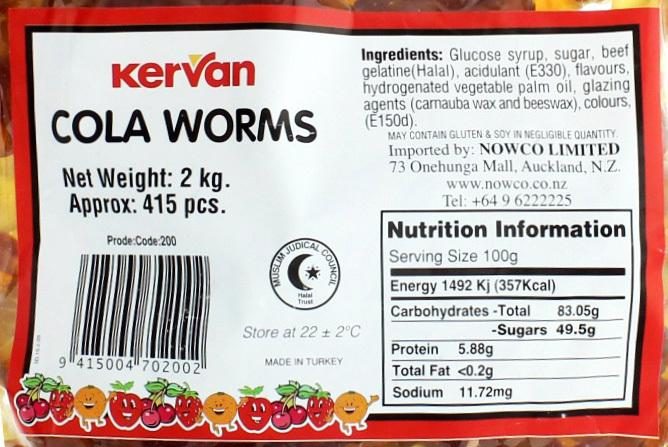 Kervan
COLA WORMS
Net Weight: 2 kg.
Approx: 415 pcs.
Prode:Code:200
9 415004 702002
MUSLIM JUDICIAL COUNCIL
Halal
Trust
Store at 22 ± 2°C
MADE IN TURKEY
Ingredients: Glucose syrup, sugar, beef
gelatine(Halal), acidulant (E330), flavours,
hydrogenated vegetable palm oil, glazing
agents (carnauba wax and beeswax), colours,
(E150d).
MAY CONTAIN GLUTEN & SOY IN NEGLIGIBLE QUANTITY.
Imported by: NOWCO LIMITED
73 Onehunga Mall, Auckland, N.Z.
www.nowco.co.nz
Tel: +64 9 6222225
Nutrition Information
Serving Size 100g
Energy 1492 Kj (357Kcal)
Carbohydrates -Total 83.05g
-Sugars 49.5g
Protein 5.88g
Total Fat <0.2g
Sodium 11.72mg